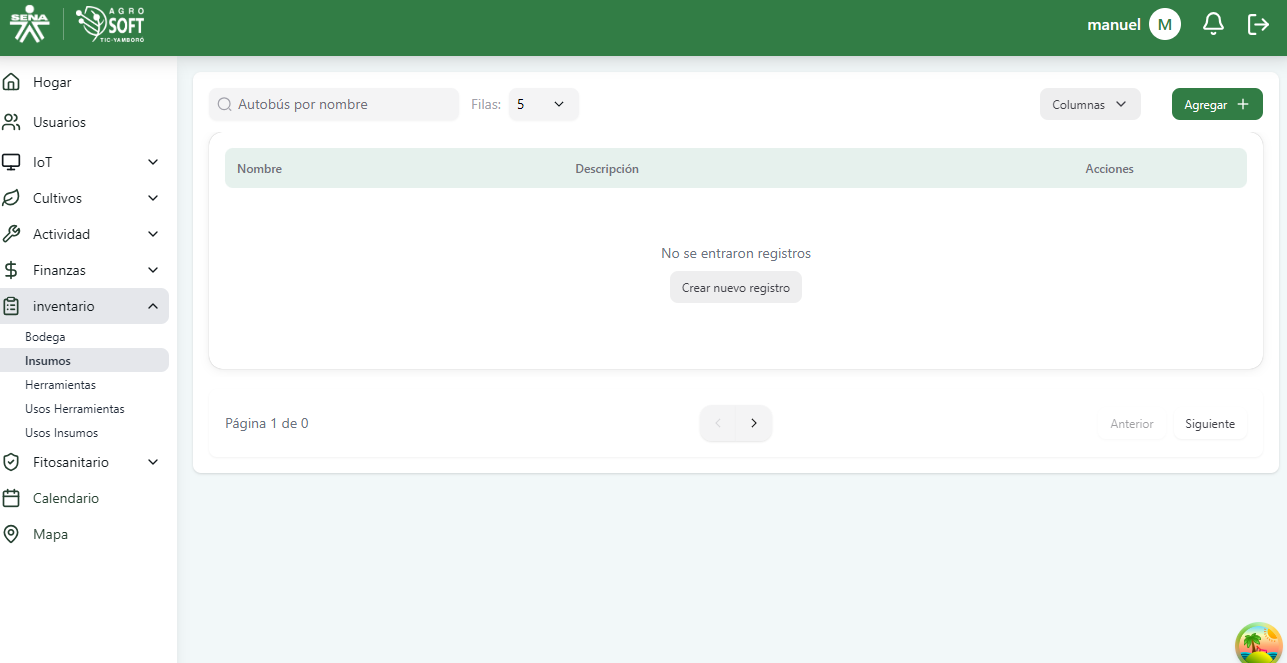 SENA
AGRO
SOFT
TIC-YAMBORÓ
manuel M
Hogar
Usuarios
IoT
Cultivos
Actividad
Finanzas
inventario
Bodega
Insumos
Herramientas
Usos Herramientas
Usos Insumos
Fitosanitario
Calendario
Mapa
Autobús por nombre Filas: 5 Columnas Agregar +
Nombre Descripción Acciones
No se entraron registros
Crear nuevo registro
Página 1 de 0 Anterior Siguiente